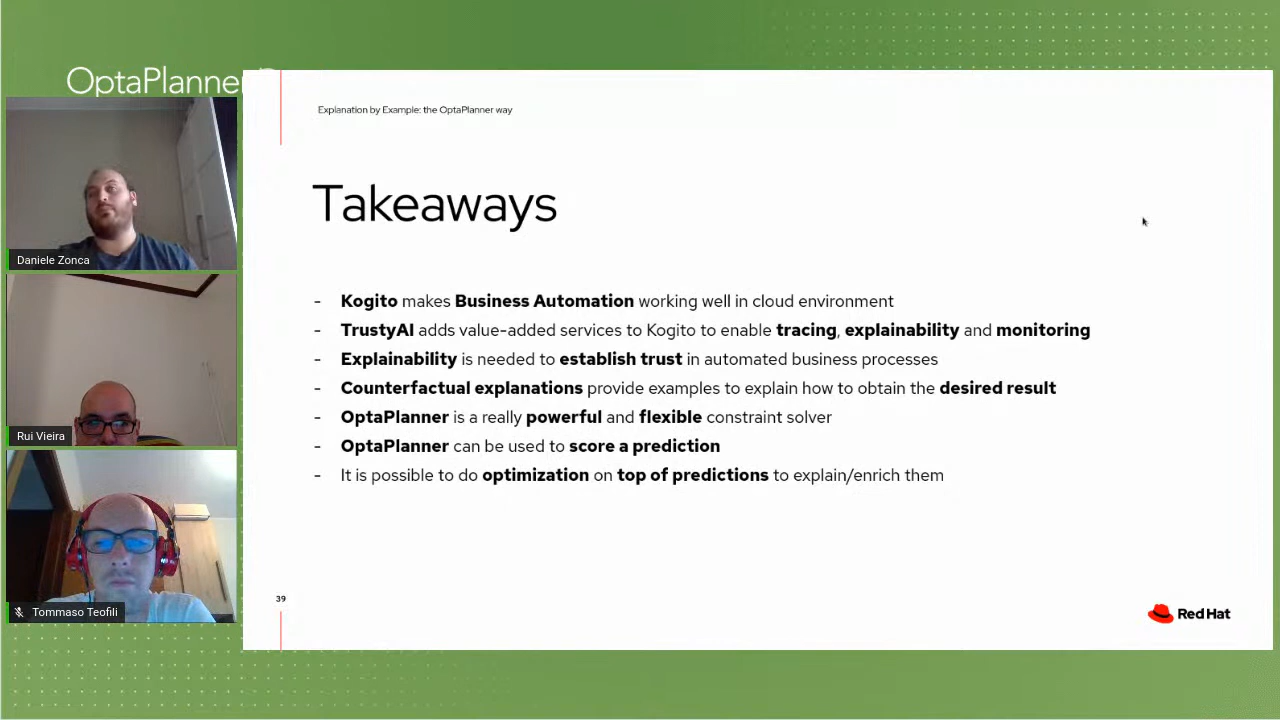 OptaPlanner
Explanation by Example: the OptaPlanner way
Takeaways
- Kogito makes Business Automation working well in cloud environment
- TrustyAI adds value-added services to Kogito to enable tracing, explainability and monitoring
- Explainability is needed to establish trust in automated business processes
- Counterfactual explanations provide examples to explain how to obtain the desired result
- OptaPlanner is a really powerful and flexible constraint solver
- OptaPlanner can be used to score a prediction
- It is possible to do optimization on top of predictions to explain/enrich them
39
Red Hat
Daniele Zonca
Rui Vieira
Tommaso Teofili